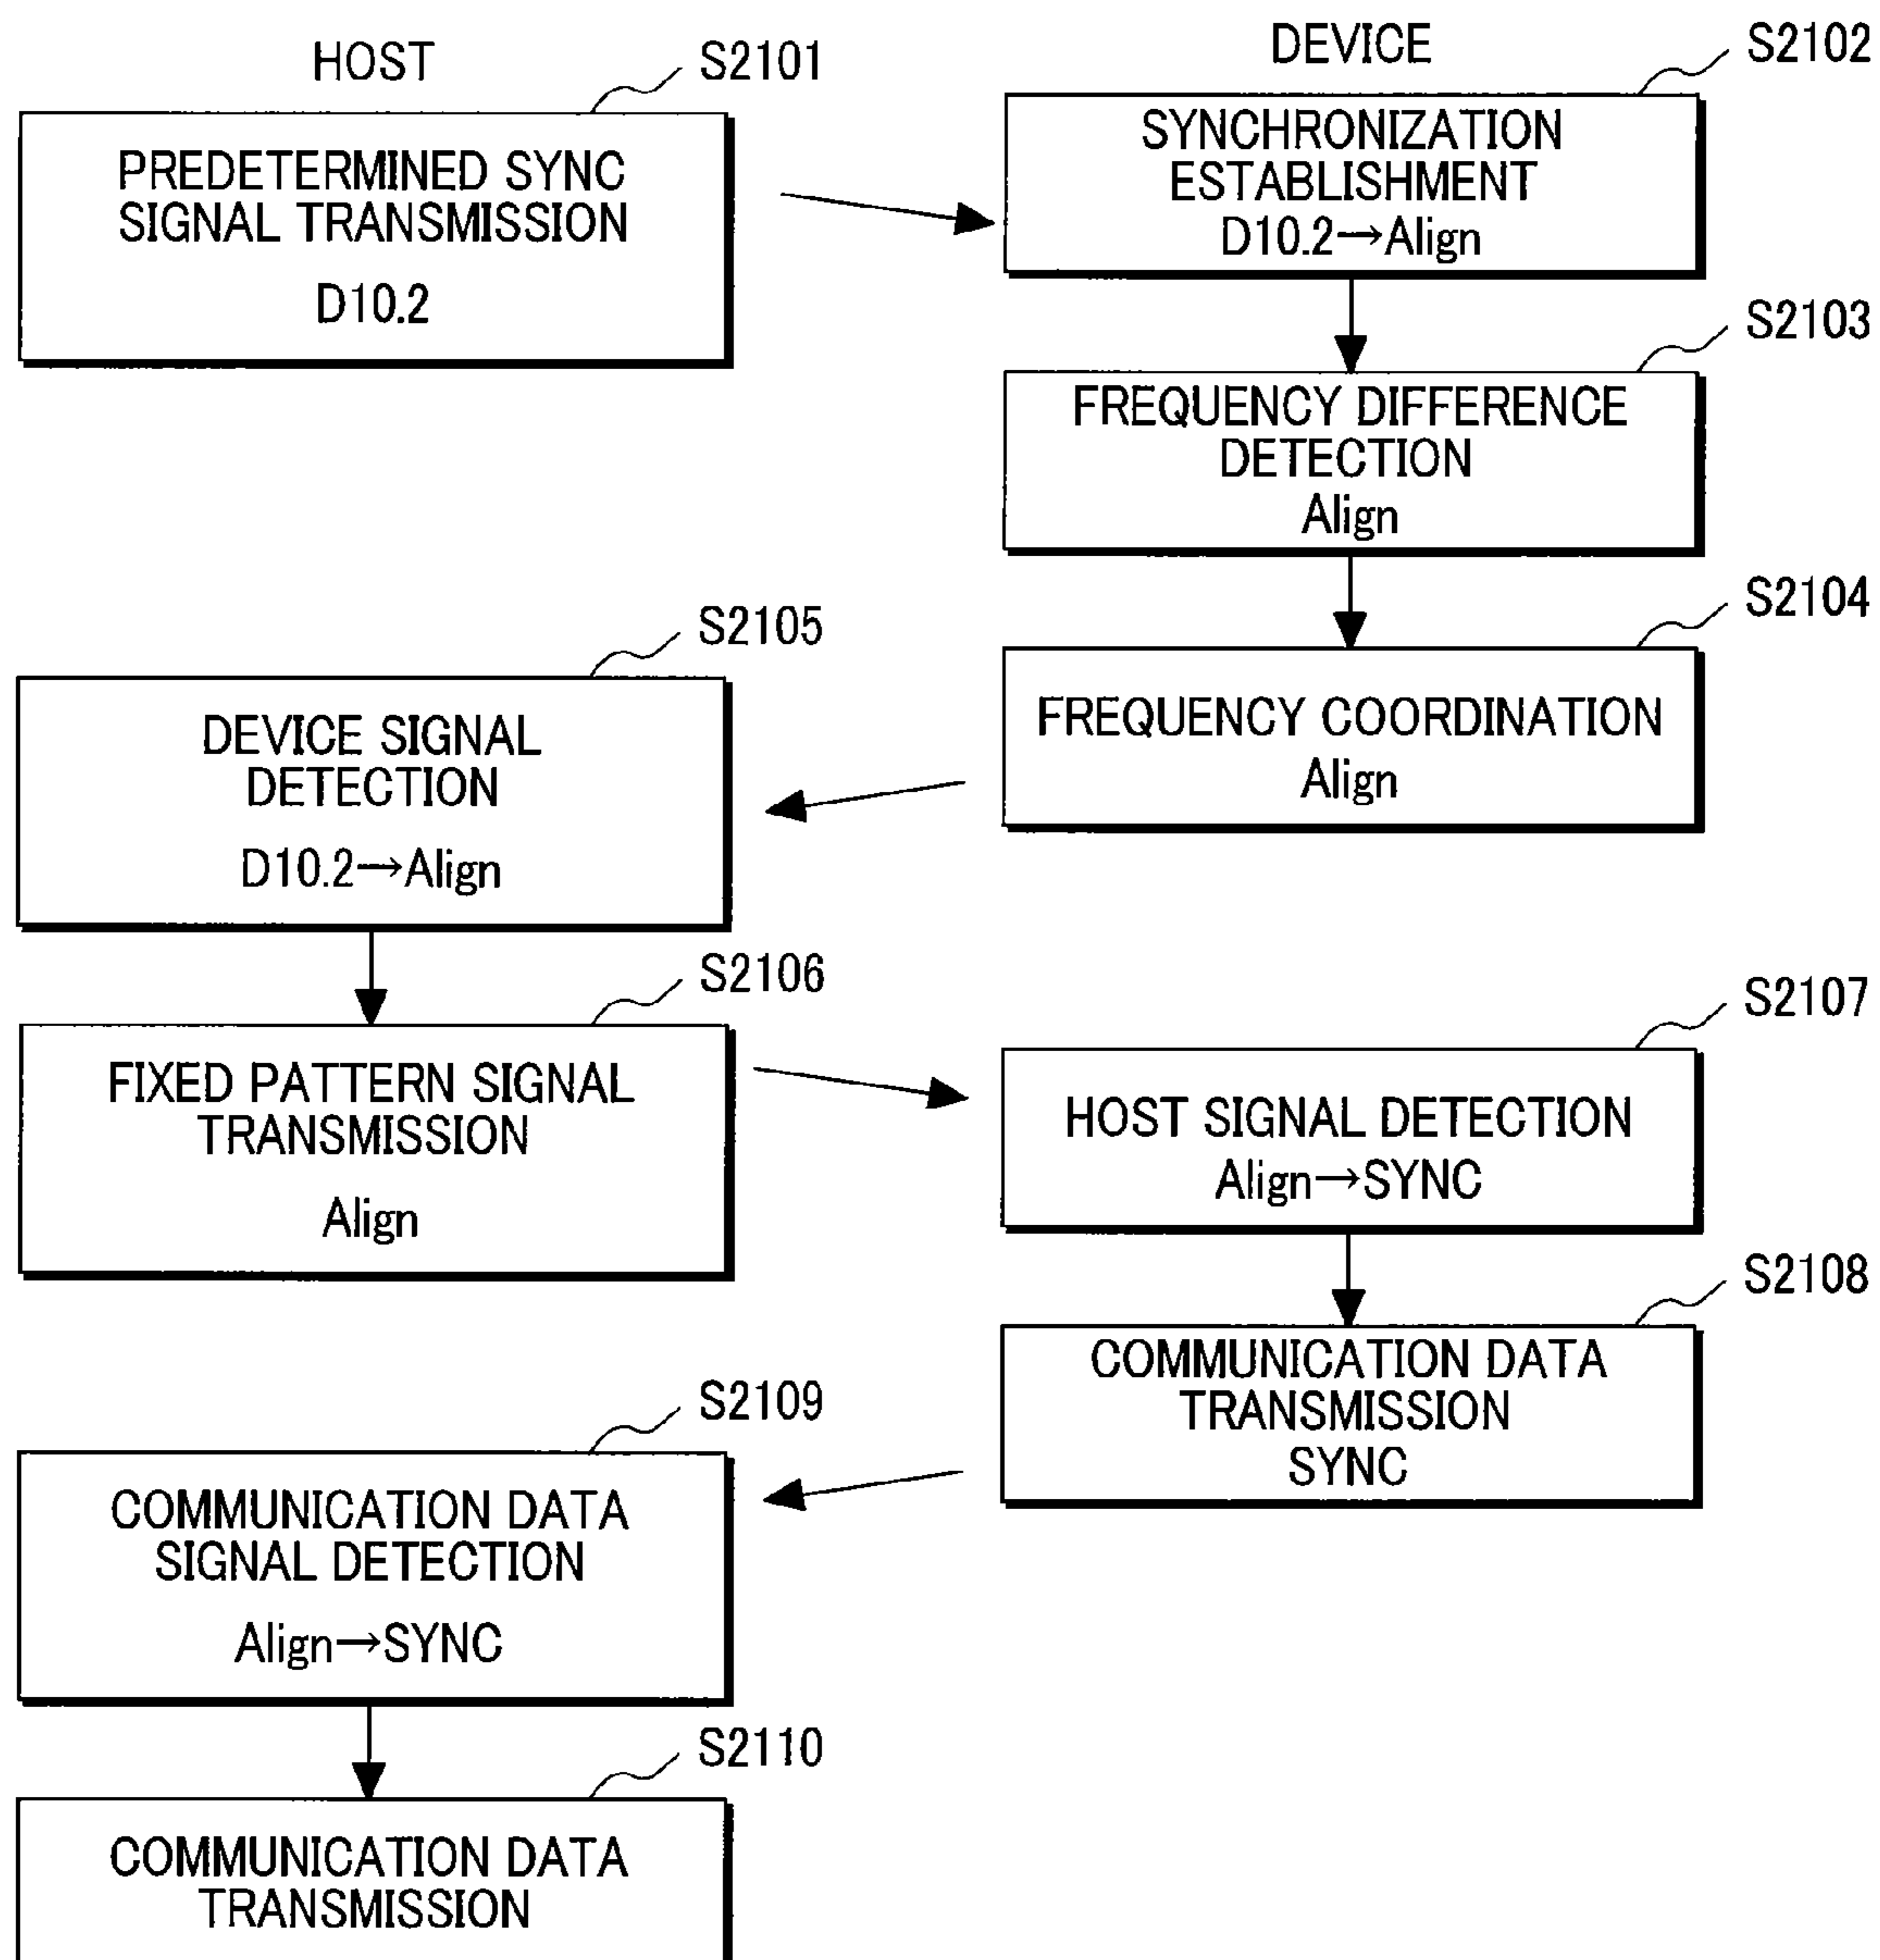 HOST
S2101
PREDETERMINED SYNC
SIGNAL TRANSMISSION
D10.2
DEVICE
S2102
SYNCHRONIZATION
ESTABLISHMENT
D10.2→Align
S2103
FREQUENCY DIFFERENCE
DETECTION
Align
S2104
FREQUENCY COORDINATION
Align
S2105
DEVICE SIGNAL
DETECTION
D10.2→Align
S2106
FIXED PATTERN SIGNAL
TRANSMISSION
Align
S2107
HOST SIGNAL DETECTION
Align→SYNC
S2108
COMMUNICATION DATA
TRANSMISSION
SYNC
S2109
COMMUNICATION DATA
SIGNAL DETECTION
Align→SYNC
S2110
COMMUNICATION DATA
TRANSMISSION